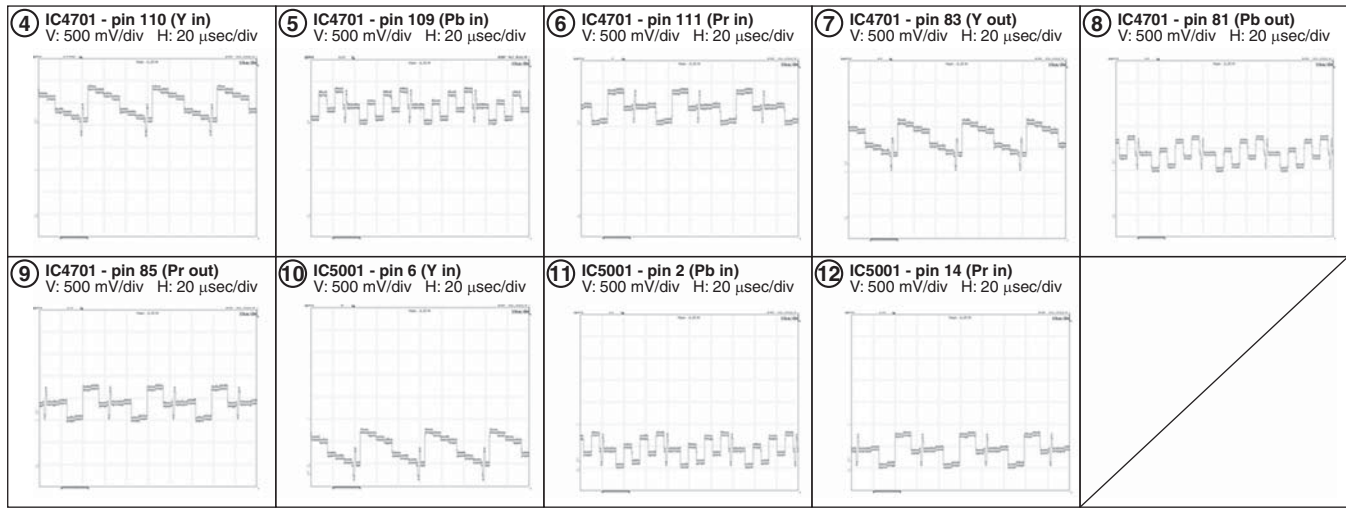 4 IC4701 - pin 110 (Y in)
V: 500 mV/div H: 20 μsec/div
5 IC4701 - pin 109 (Pb in)
V: 500 mV/div H: 20 μsec/div
6 IC4701 - pin 111 (Pr in)
V: 500 mV/div H: 20 μsec/div
7 IC4701 - pin 83 (Y out)
V: 500 mV/div H: 20 μsec/div
8 IC4701 - pin 81 (Pb out)
V: 500 mV/div H: 20 μsec/div
9 IC4701 - pin 85 (Pr out)
V: 500 mV/div H: 20 μsec/div
10 IC5001 - pin 6 (Y in)
V: 500 mV/div H: 20 μsec/div
11 IC5001 - pin 2 (Pb in)
V: 500 mV/div H: 20 μsec/div
12 IC5001 - pin 14 (Pr in)
V: 500 mV/div H: 20 μsec/div